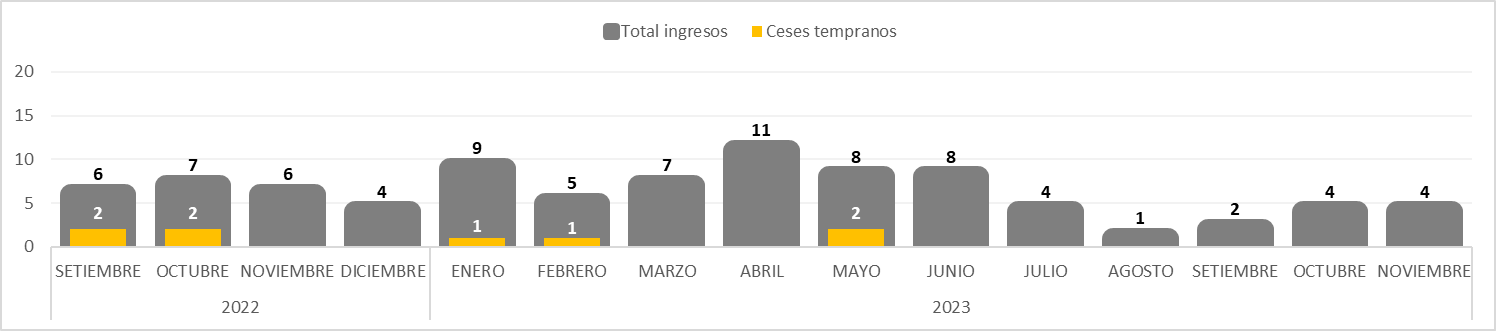 Total ingresos Ceses tempranos
20
15
10
5
0
6 7 6 4 9 5 7 11 8 8 4 1 2 4 4
2 2 1 1 2
SETIEMBRE OCTUBRE NOVIEMBRE DICIEMBRE ENERO FEBRERO MARZO ABRIL MAYO JUNIO JULIO AGOSTO SETIEMBRE OCTUBRE NOVIEMBRE
2022 2023